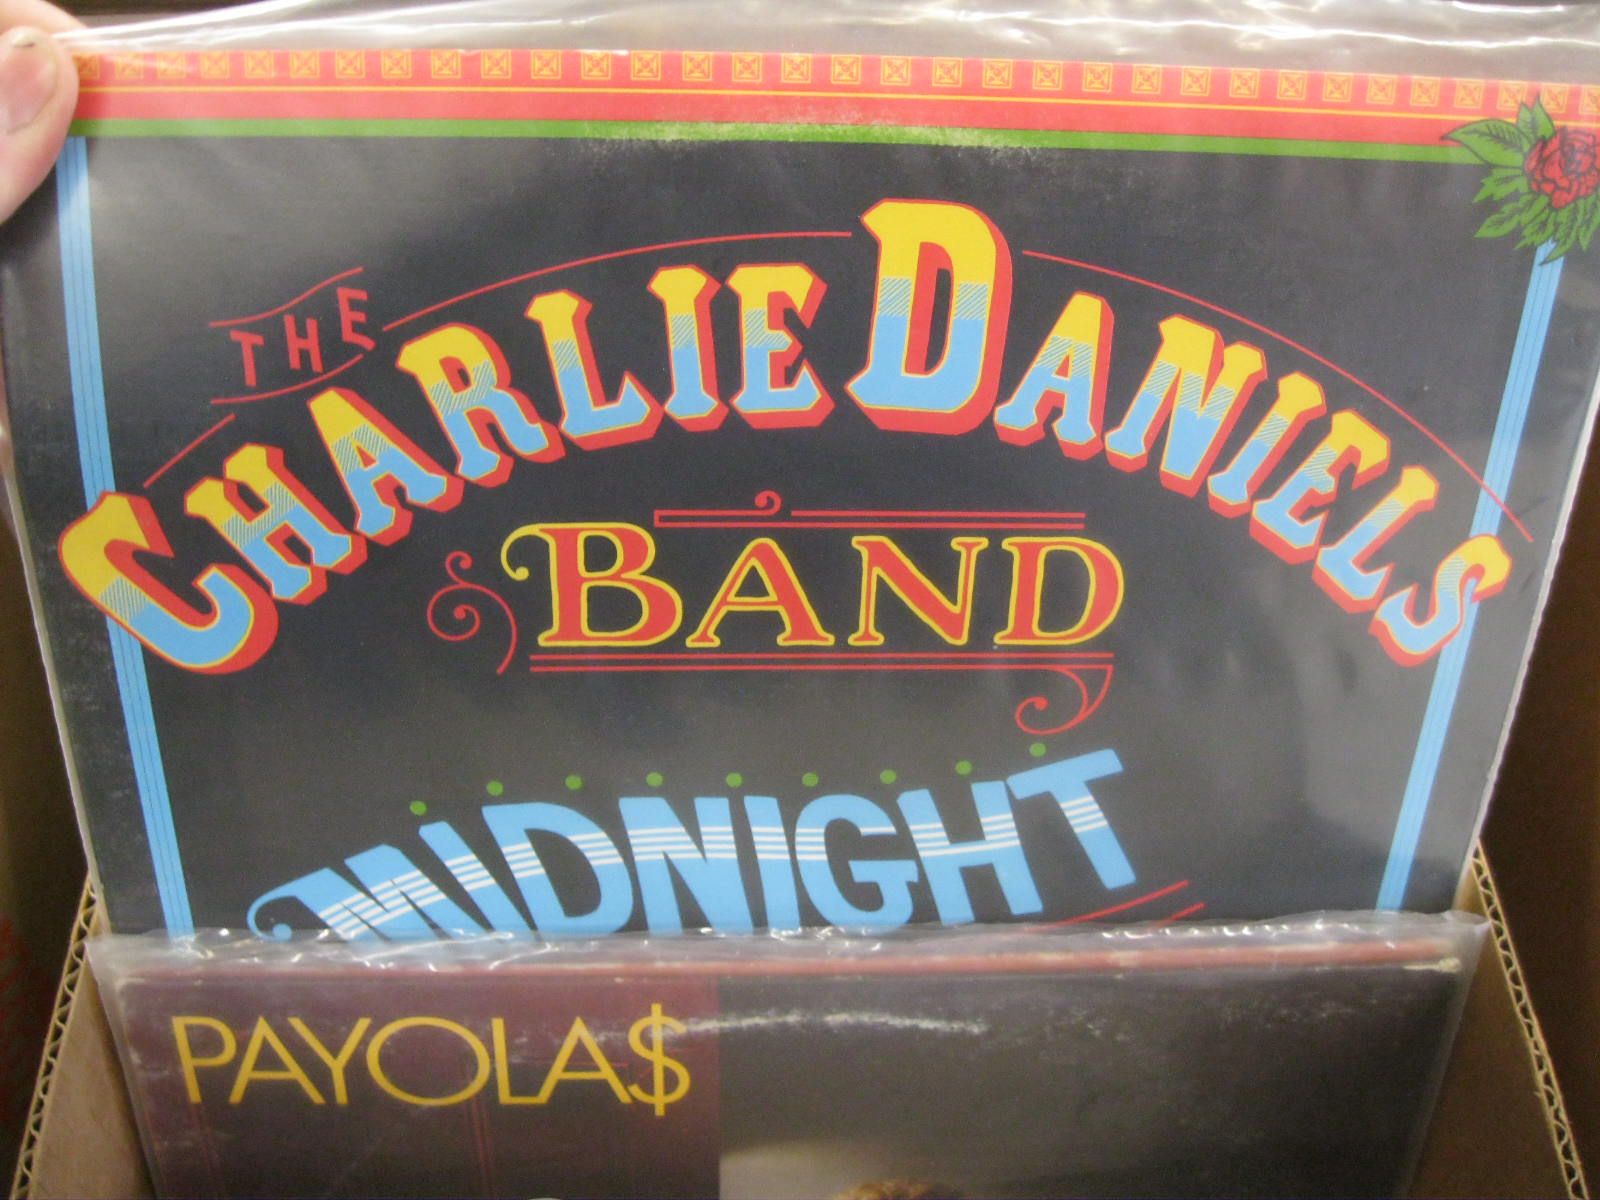 THE
CHARLIE DANIELS
BAND
MIDNIGHT
PAYOLA$